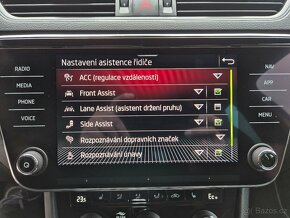 Nastavení asistence řidiče
ACC (regulace vzdálenosti)
Front Assist
Lane Assist (asistent držení pruhu)
Side Assist
Rozpoznávání dopravních značek
Rozpoznávání únavy
RADIO
MEDIA
PHONE
VOICE
NAV
CAR
MENU